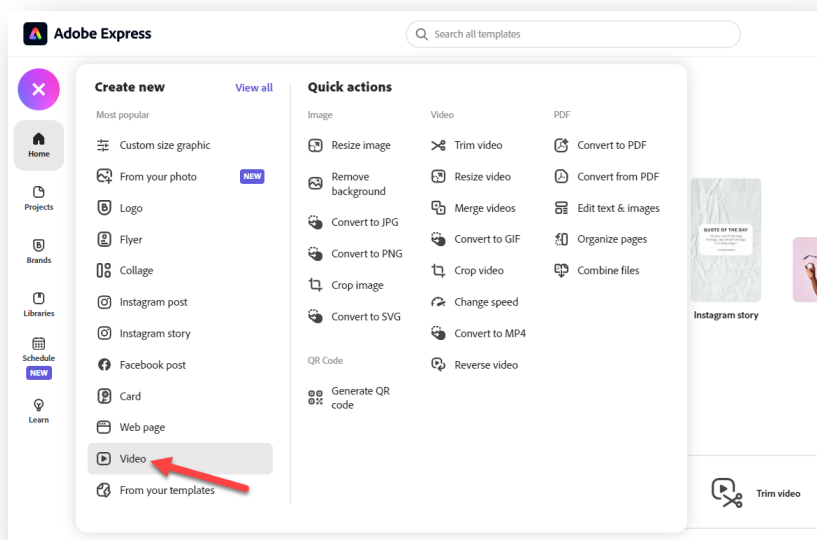 Adobe Express
Search all templates
Home
Projects
Brands
Libraries
Schedule
NEW
Learn
Create new
View all
Most popular
Custom size graphic
From your photo
NEW
Logo
Flyer
Collage
Instagram post
Instagram story
Facebook post
Card
Web page
Video
From your templates
Quick actions
Image
Resize image
Remove
background
Convert to JPG
Convert to PNG
Crop image
Convert to SVG
QR Code
Generate QR
code
Video
Trim video
Resize video
Merge videos
Convert to GIF
Crop video
Change speed
Convert to MP4
Reverse video
PDF
Convert to PDF
Convert from PDF
Edit text & images
Organize pages
Combine files
QUOTE OF THE DAY
Instagram story
Trim video